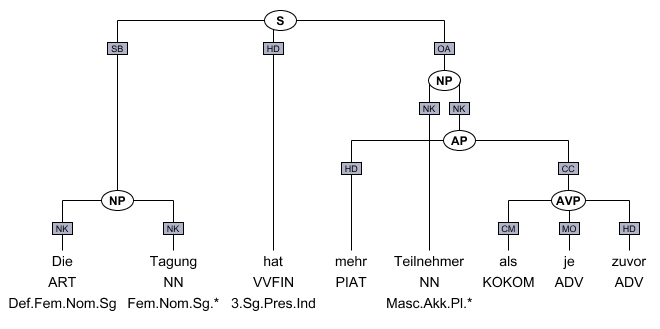 S
SB HD OA
NP
NK NK
AP
HD CC
NP AVP
NK NK CM MO HD
Die Tagung hat mehr Teilnehmer als je zuvor
ART NN VVFIN PIAT NN KOKOM ADV ADV
Def.Fem.Nom.Sg Fem.Nom.Sg.* 3.Sg.Pres.Ind Masc.Akk.Pl.*